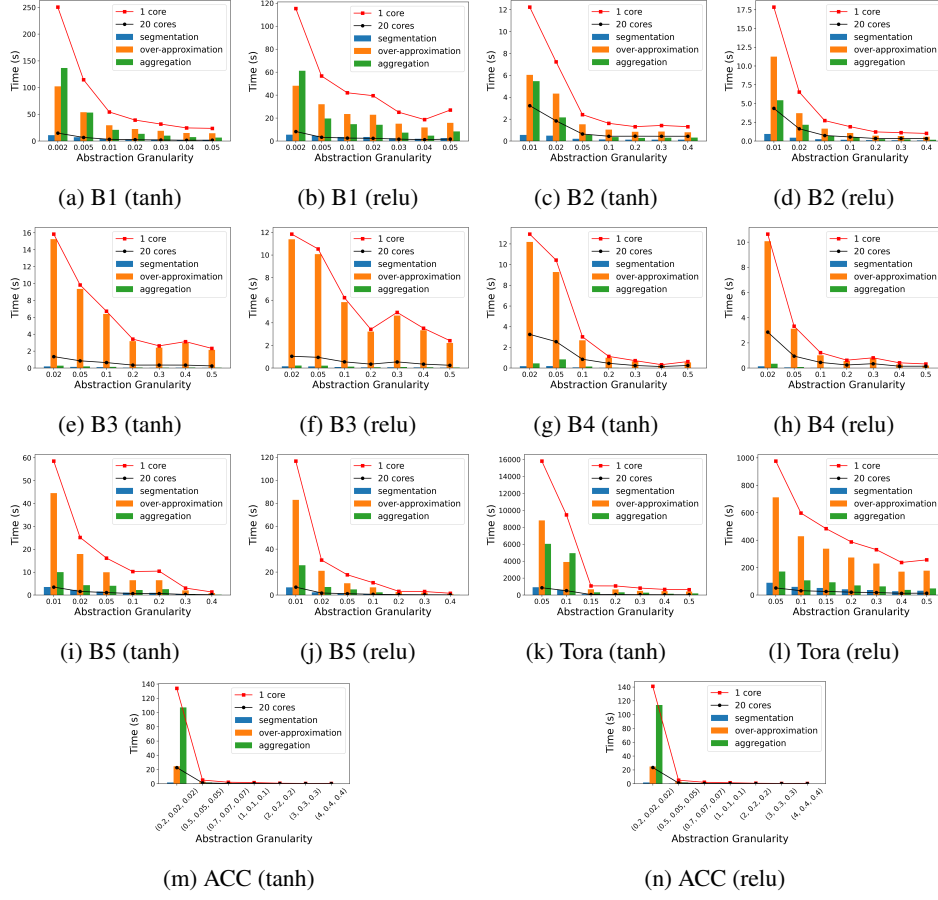 250
200
150
100
50
0
Time (s)
1 core
20 cores
segmentation
over-approximation
aggregation
0.002 0.005 0.01 0.02 0.03 0.04 0.05
Abstraction Granularity
(a) B1 (tanh)
120
100
80
60
40
20
0
Time (s)
1 core
20 cores
segmentation
over-approximation
aggregation
0.002 0.005 0.01 0.02 0.03 0.04 0.05
Abstraction Granularity
(b) B1 (relu)
12
10
8
6
4
2
0
Time (s)
1 core
20 cores
segmentation
over-approximation
aggregation
0.01 0.02 0.05 0.1 0.2 0.3 0.4
Abstraction Granularity
(c) B2 (tanh)
17.5
15.0
12.5
10.0
7.5
5.0
2.5
0.0
Time (s)
1 core
20 cores
segmentation
over-approximation
aggregation
0.01 0.02 0.05 0.1 0.2 0.3 0.4
Abstraction Granularity
(d) B2 (relu)
16
14
12
10
8
6
4
2
0
Time (s)
1 core
20 cores
segmentation
over-approximation
aggregation
0.02 0.05 0.1 0.2 0.3 0.4 0.5
Abstraction Granularity
(e) B3 (tanh)
12
10
8
6
4
2
0
Time (s)
1 core
20 cores
segmentation
over-approximation
aggregation
0.02 0.05 0.1 0.2 0.3 0.4 0.5
Abstraction Granularity
(f) B3 (relu)
12
10
8
6
4
2
0
Time (s)
1 core
20 cores
segmentation
over-approximation
aggregation
0.02 0.05 0.1 0.2 0.3 0.4 0.5
Abstraction Granularity
(g) B4 (tanh)
10
8
6
4
2
0
Time (s)
1 core
20 cores
segmentation
over-approximation
aggregation
0.02 0.05 0.1 0.2 0.3 0.4 0.5
Abstraction Granularity
(h) B4 (relu)
60
50
40
30
20
10
0
Time (s)
1 core
20 cores
segmentation
over-approximation
aggregation
0.01 0.02 0.05 0.1 0.2 0.3 0.4
Abstraction Granularity
(i) B5 (tanh)
120
100
80
60
40
20
0
Time (s)
1 core
20 cores
segmentation
over-approximation
aggregation
0.01 0.02 0.05 0.1 0.2 0.3 0.4
Abstraction Granularity
(j) B5 (relu)
16000
14000
12000
10000
8000
6000
4000
2000
0
Time (s)
1 core
20 cores
segmentation
over-approximation
aggregation
0.05 0.1 0.15 0.2 0.3 0.4 0.5
Abstraction Granularity
(k) Tora (tanh)
1000
800
600
400
200
0
Time (s)
1 core
20 cores
segmentation
over-approximation
aggregation
0.05 0.1 0.15 0.2 0.3 0.4 0.5
Abstraction Granularity
(l) Tora (relu)
140
120
100
80
60
40
20
0
Time (s)
1 core
20 cores
segmentation
over-approximation
aggregation
(0.2, 0.02, 0.02) (0.5, 0.05, 0.05) (0.7, 0.07, 0.07) (1, 0.1, 0.1) (2, 0.2, 0.2) (3, 0.3, 0.3) (4, 0.4, 0.4)
Abstraction Granularity
(m) ACC (tanh)
140
120
100
80
60
40
20
0
Time (s)
1 core
20 cores
segmentation
over-approximation
aggregation
(0.2, 0.02, 0.02) (0.5, 0.05, 0.05) (0.7, 0.07, 0.07) (1, 0.1, 0.1) (2, 0.2, 0.2) (3, 0.3, 0.3) (4, 0.4, 0.4)
Abstraction Granularity
(n) ACC (relu)